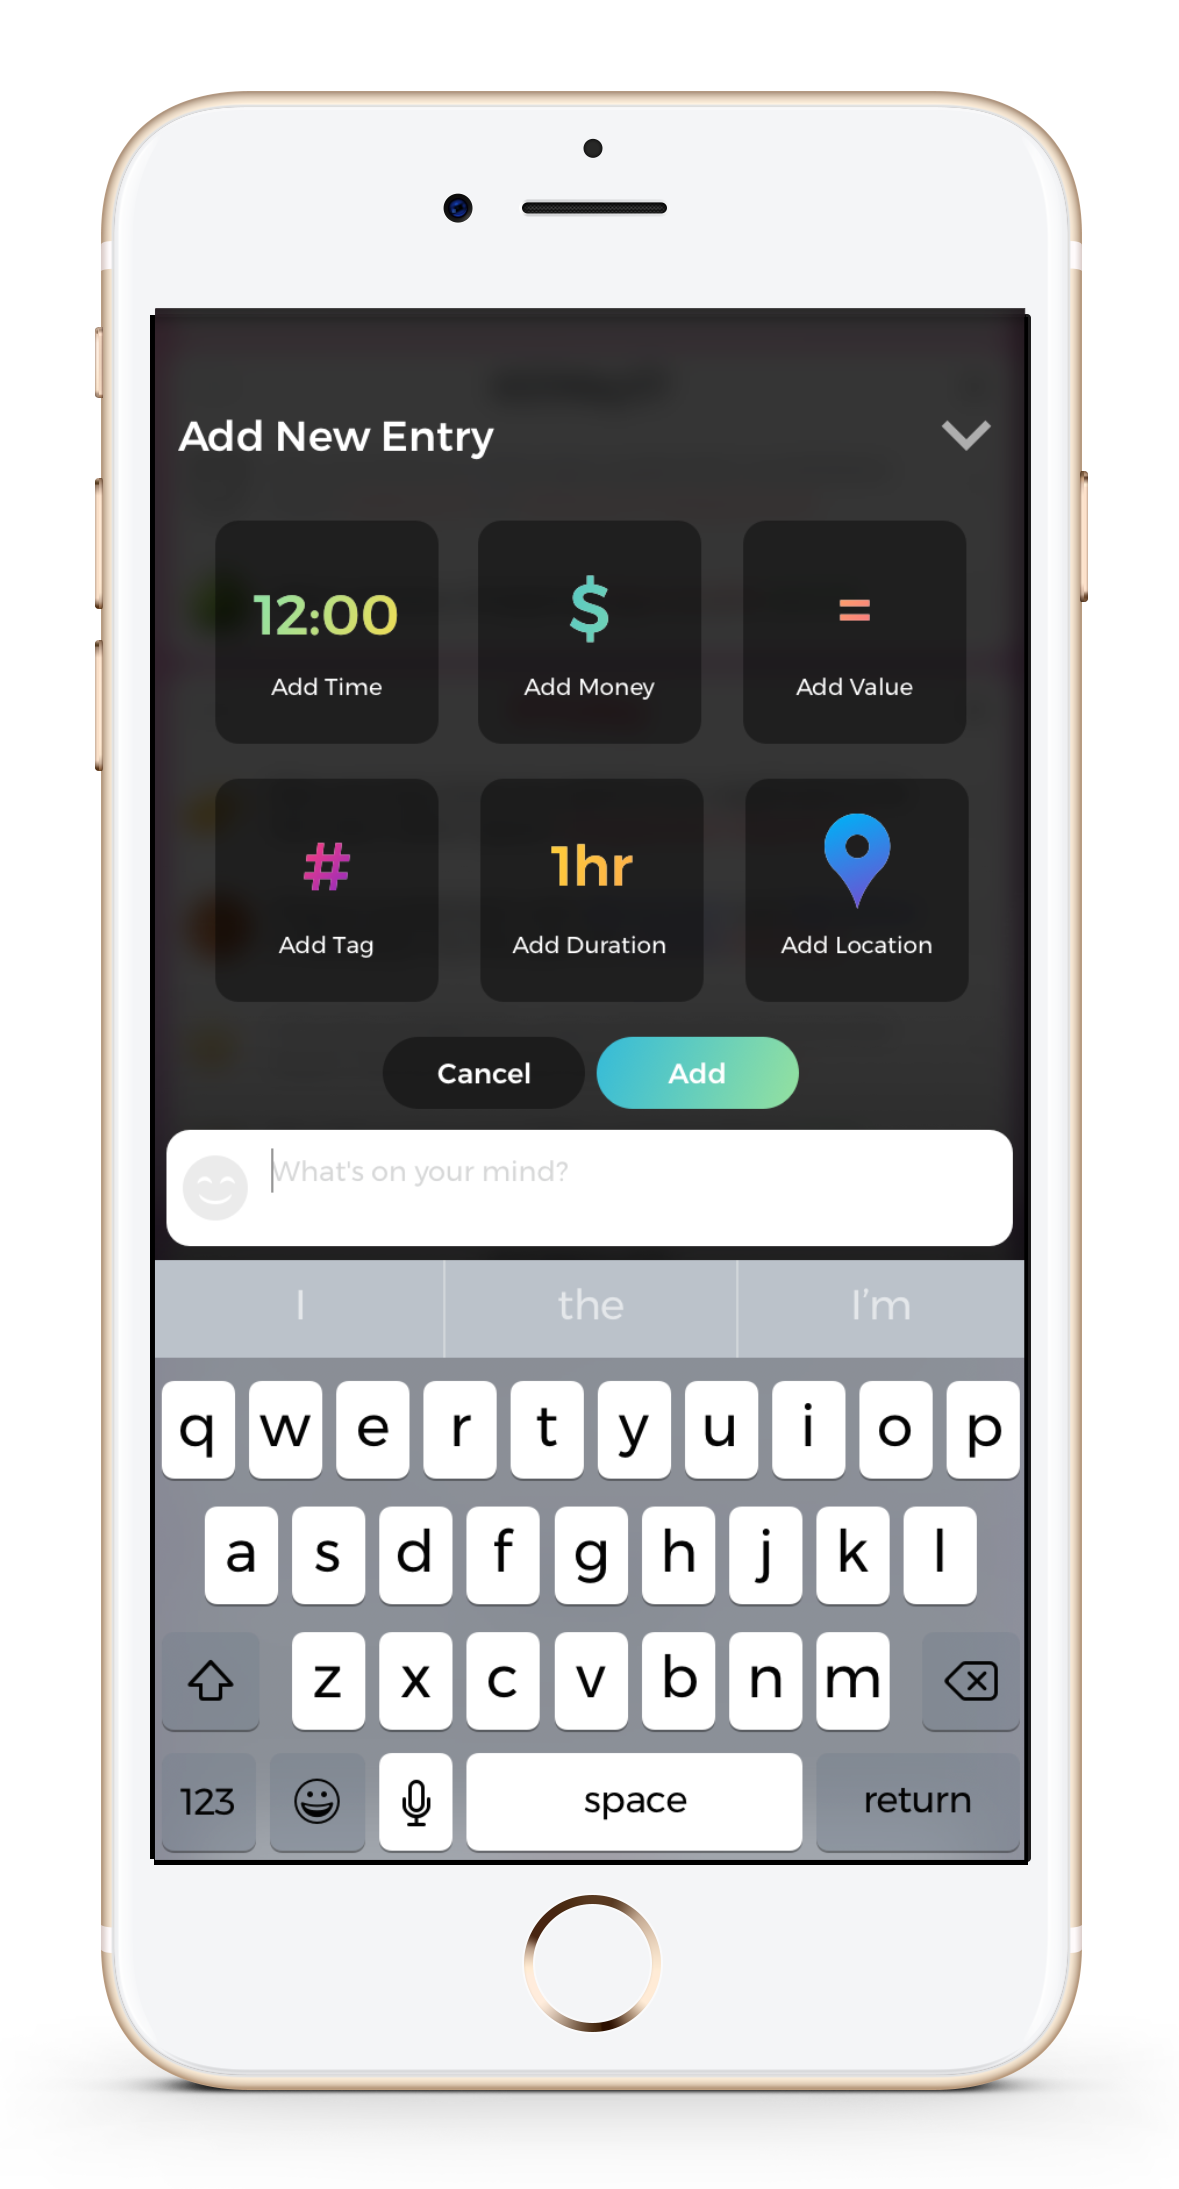 Add New Entry
12:00 $ =
Add Time Add Money Add Value
# 1hr
Add Tag Add Duration Add Location
Cancel Add
What's on your mind?
I the I’m
q w e r t y u i o p
a s d f g h j k l
z x c v b n m
123 space return